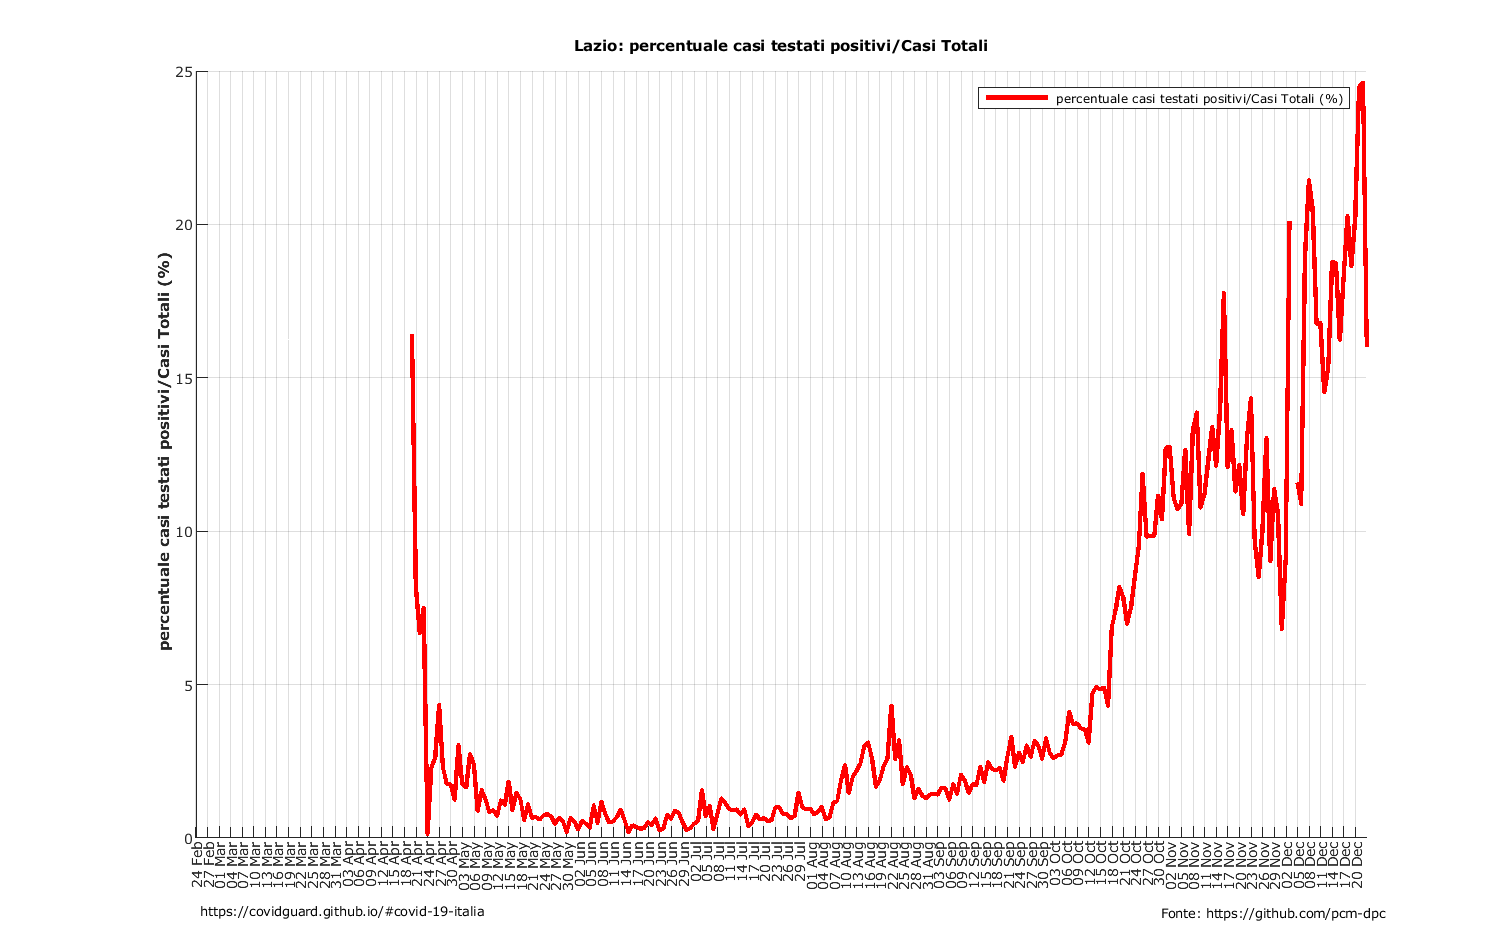 Lazio: percentuale casi testati positivi/Casi Totali
percentuale casi testati positivi/Casi Totali (%)
percentuale casi testati positivi/Casi Totali (%)
25
20
15
10
5
0
24 Feb
27 Feb
01 Mar
04 Mar
07 Mar
10 Mar
13 Mar
16 Mar
19 Mar
22 Mar
25 Mar
28 Mar
31 Mar
03 Apr
06 Apr
09 Apr
12 Apr
15 Apr
18 Apr
21 Apr
24 Apr
27 Apr
30 Apr
03 May
06 May
09 May
12 May
15 May
18 May
21 May
24 May
27 May
30 May
02 Jun
05 Jun
08 Jun
11 Jun
14 Jun
17 Jun
20 Jun
23 Jun
26 Jun
29 Jun
02 Jul
05 Jul
08 Jul
11 Jul
14 Jul
17 Jul
20 Jul
23 Jul
26 Jul
29 Jul
01 Aug
04 Aug
07 Aug
10 Aug
13 Aug
16 Aug
19 Aug
22 Aug
25 Aug
28 Aug
31 Aug
03 Sep
06 Sep
09 Sep
12 Sep
15 Sep
18 Sep
21 Sep
24 Sep
27 Sep
30 Sep
03 Oct
06 Oct
09 Oct
12 Oct
15 Oct
18 Oct
21 Oct
24 Oct
27 Oct
30 Oct
02 Nov
05 Nov
08 Nov
11 Nov
14 Nov
17 Nov
20 Nov
23 Nov
26 Nov
29 Nov
02 Dec
05 Dec
08 Dec
11 Dec
14 Dec
17 Dec
20 Dec
https://covidguard.github.io/#covid-19-italia
Fonte: https://github.com/pcm-dpc